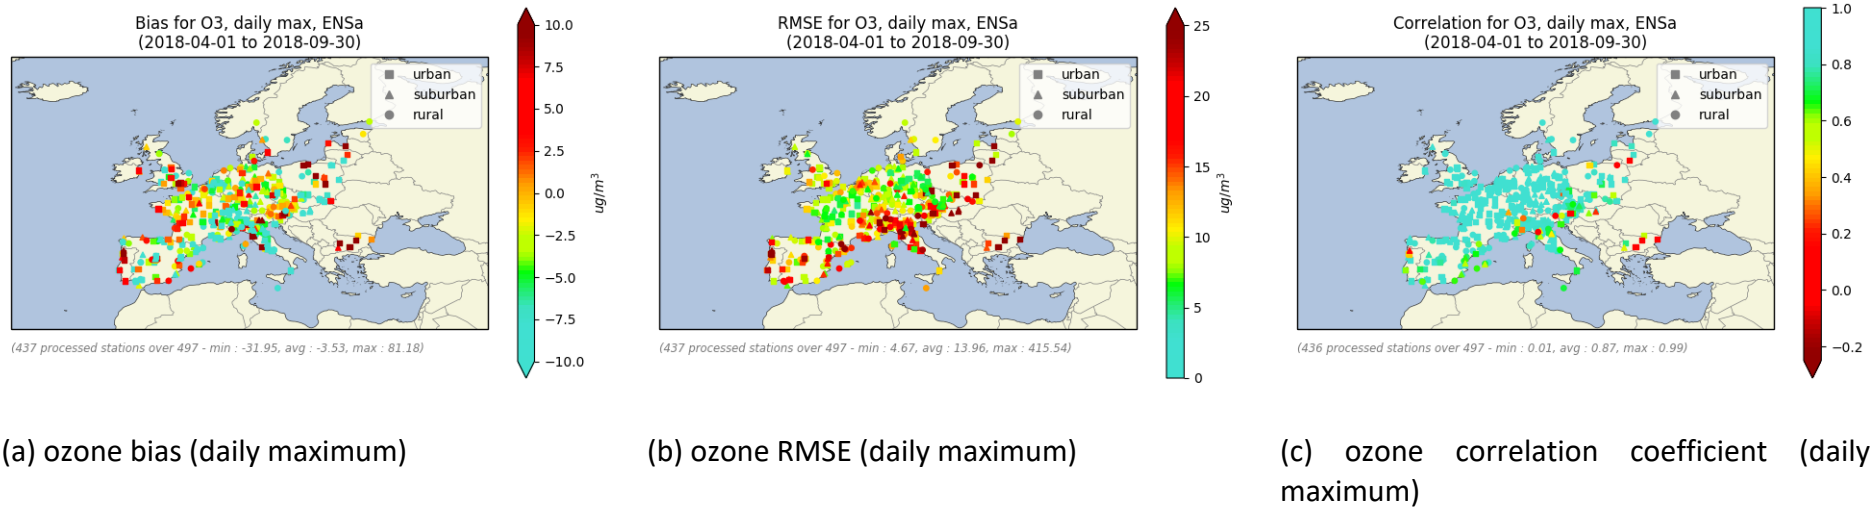 Bias for O3, daily max, ENSa
(2018-04-01 to 2018-09-30)
urban
suburban
rural
10.0
7.5
5.0
2.5
0.0
−2.5
−5.0
−7.5
−10.0
ug/m³
(437 processed stations over 497 - min : -31.95, avg : -3.53, max : 81.18)
RMSE for O3, daily max, ENSa
(2018-04-01 to 2018-09-30)
urban
suburban
rural
25
20
15
10
5
0
ug/m³
(437 processed stations over 497 - min : 4.67, avg : 13.96, max : 415.54)
Correlation for O3, daily max, ENSa
(2018-04-01 to 2018-09-30)
urban
suburban
rural
1.0
0.8
0.6
0.4
0.2
0.0
−0.2
(436 processed stations over 497 - min : 0.01, avg : 0.87, max : 0.99)
(a) ozone bias (daily maximum)
(b) ozone RMSE (daily maximum)
(c) ozone correlation coefficient (daily
maximum)